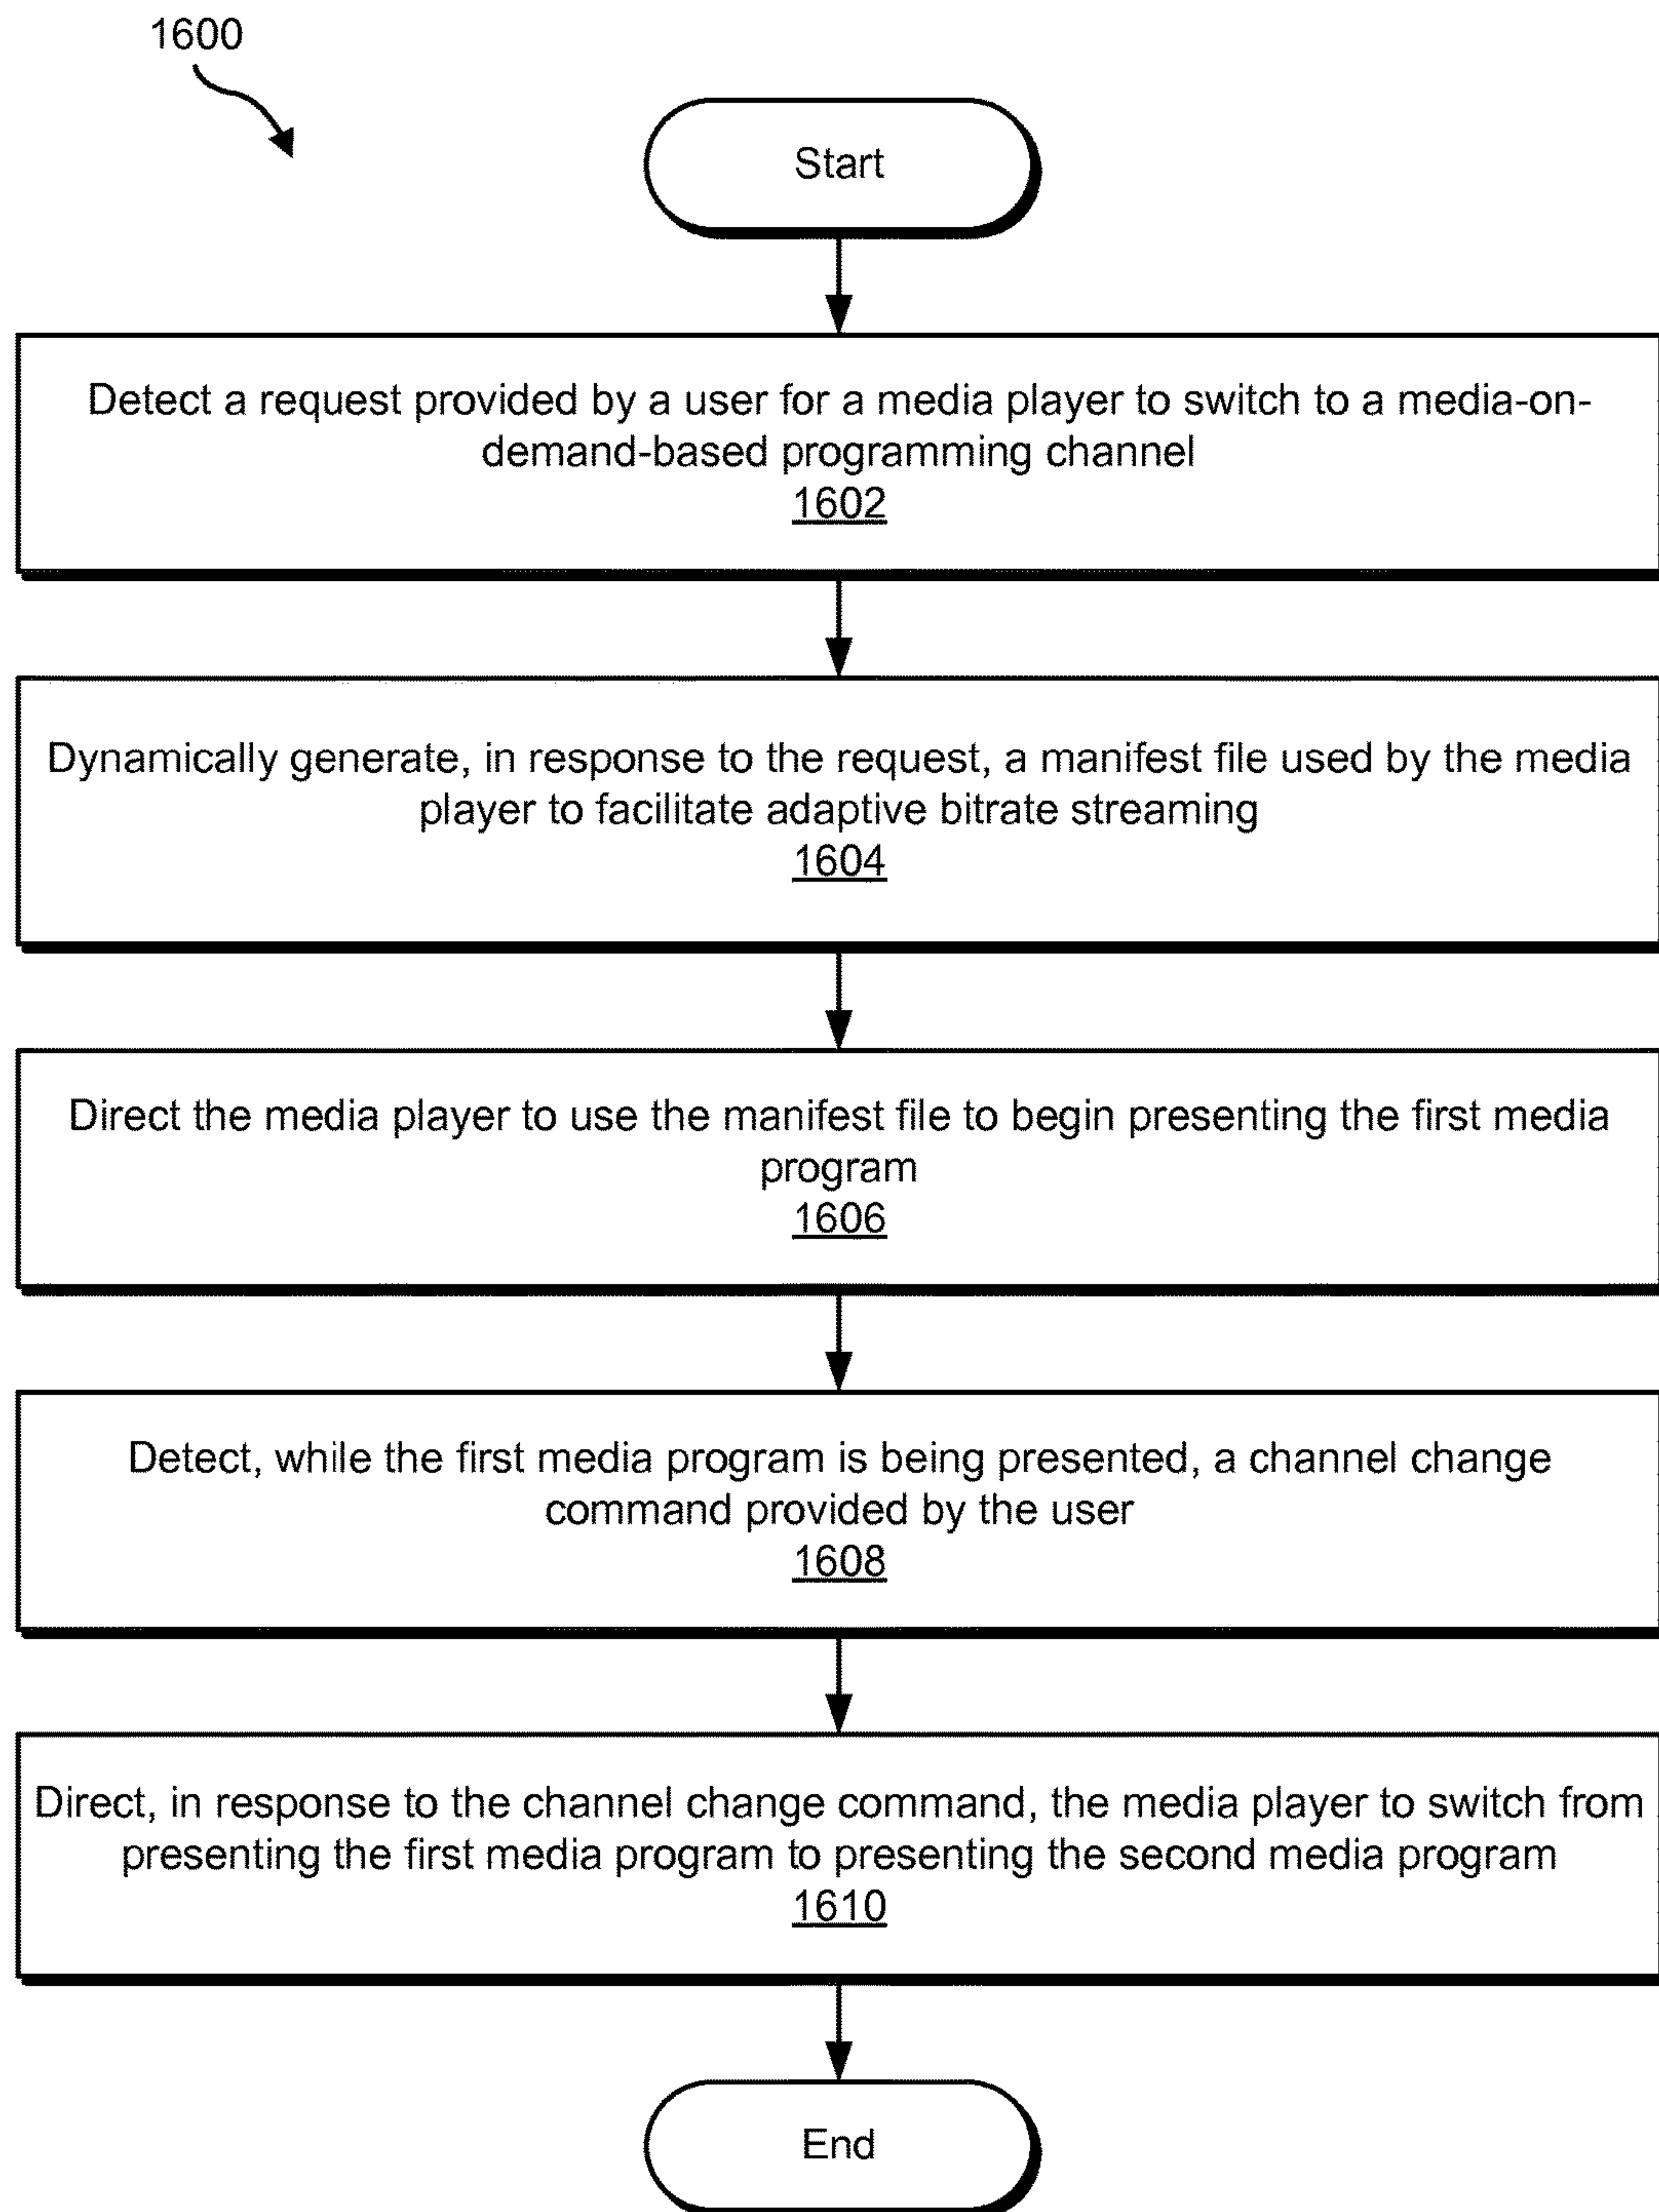 1600
Start
Detect a request provided by a user for a media player to switch to a media-on-
demand-based programming channel
1602
Dynamically generate, in response to the request, a manifest file used by the media
player to facilitate adaptive bitrate streaming
1604
Direct the media player to use the manifest file to begin presenting the first media
program
1606
Detect, while the first media program is being presented, a channel change
command provided by the user
1608
Direct, in response to the channel change command, the media player to switch from
presenting the first media program to presenting the second media program
1610
End